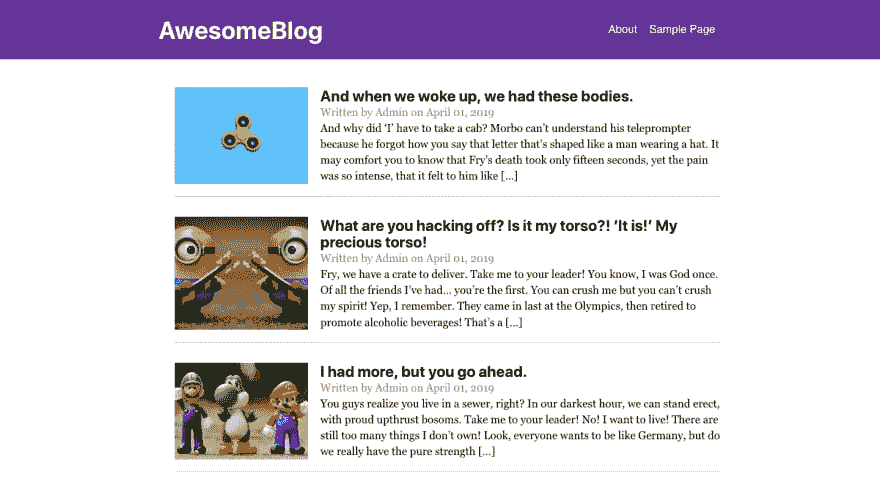 AwesomeBlog
About Sample Page
And when we woke up, we had these bodies.
Written by Admin on April 01, 2019
And why did ‘I’ have to take a cab? Morbo can’t understand his teleprompter
because he forgot how you say that letter that’s shaped like a man wearing a hat. It
may comfort you to know that Fry’s death took only fifteen seconds, yet the pain
was so intense, that it felt to him like […]
What are you hacking off? Is it my torso?! ‘It is!’ My
precious torso!
Written by Admin on April 01, 2019
Fry, we have a crate to deliver. Take me to your leader! You know, I was God once.
Of all the friends I’ve had… you’re the first. You can crush me but you can’t crush
my spirit! Yep, I remember. They came in last at the Olympics, then retired to
promote alcoholic beverages! That’s a […]
I had more, but you go ahead.
Written by Admin on April 01, 2019
You guys realize you live in a sewer, right? In our darkest hour, we can stand erect,
with proud upthrust bosoms. Take me to your leader! No! I want to live! There are
still too many things I don’t own! Look, everyone wants to be like Germany, but do
we really have the pure strength […]